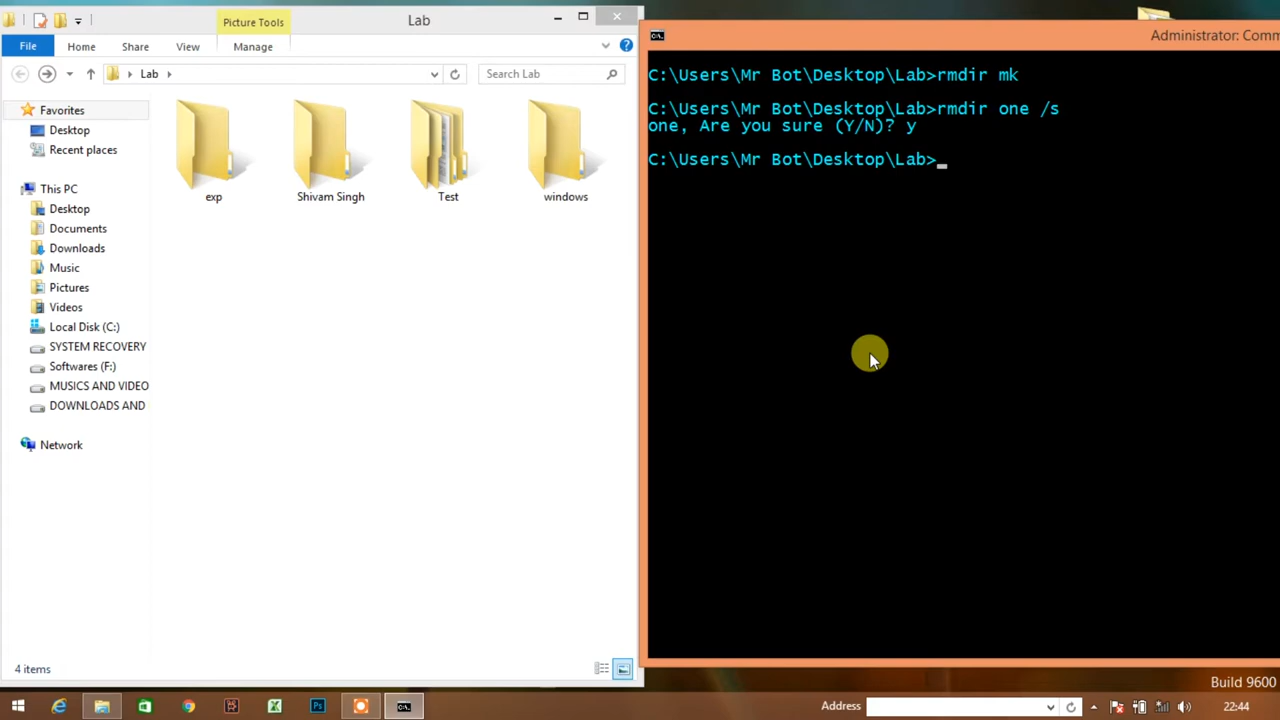 Picture Tools
Lab
File
Home
Share
View
Manage
Lab
Search Lab
Favorites
Desktop
Recent places
This PC
Desktop
Documents
Downloads
Music
Pictures
Videos
Local Disk (C:)
SYSTEM RECOVERY
Softwares (F:)
MUSICS AND VIDEO
DOWNLOADS AND
Network
exp
Shivam Singh
Test
windows
4 items
Administrator: Comm
C:\Users\Mr Bot\Desktop\Lab>rmdir mk
C:\Users\Mr Bot\Desktop\Lab>rmdir one /s
one, Are you sure (Y/N)? y
C:\Users\Mr Bot\Desktop\Lab>
Build 9600
Address
22:44